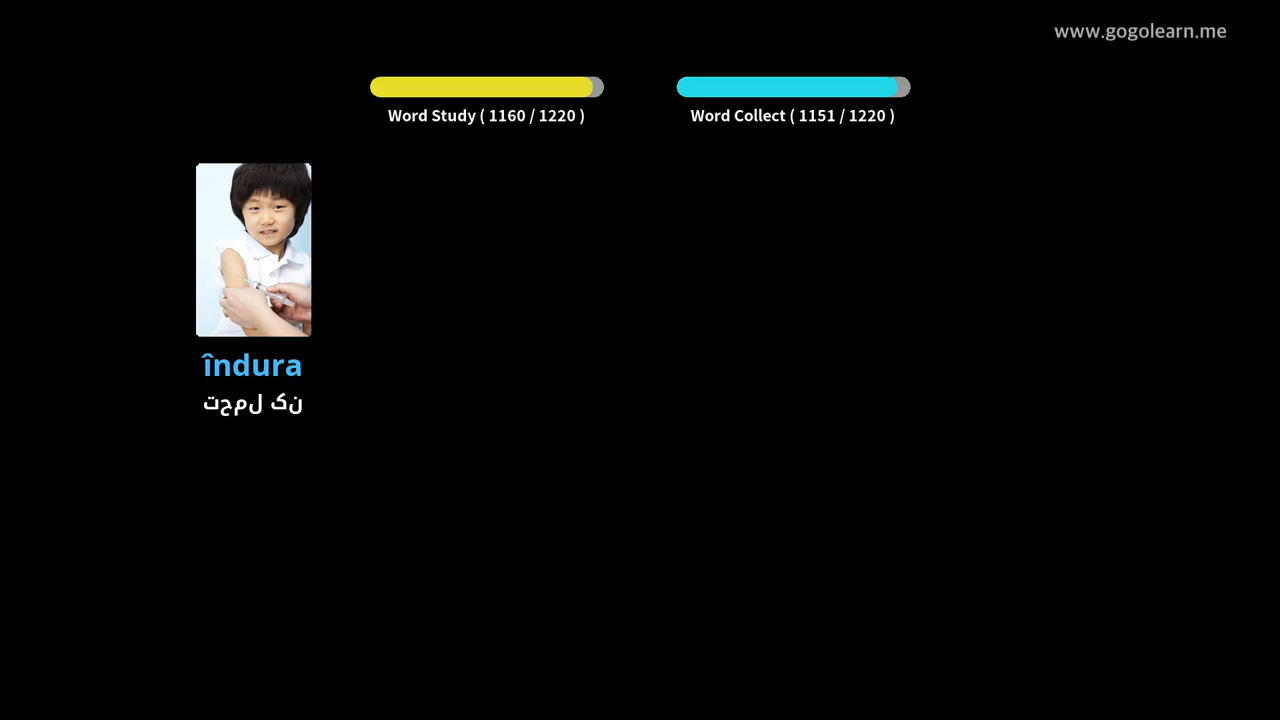 www.gogolearn.me
Word Study ( 1160 / 1220 )
Word Collect ( 1151 / 1220 )
îndura
تحمل کن